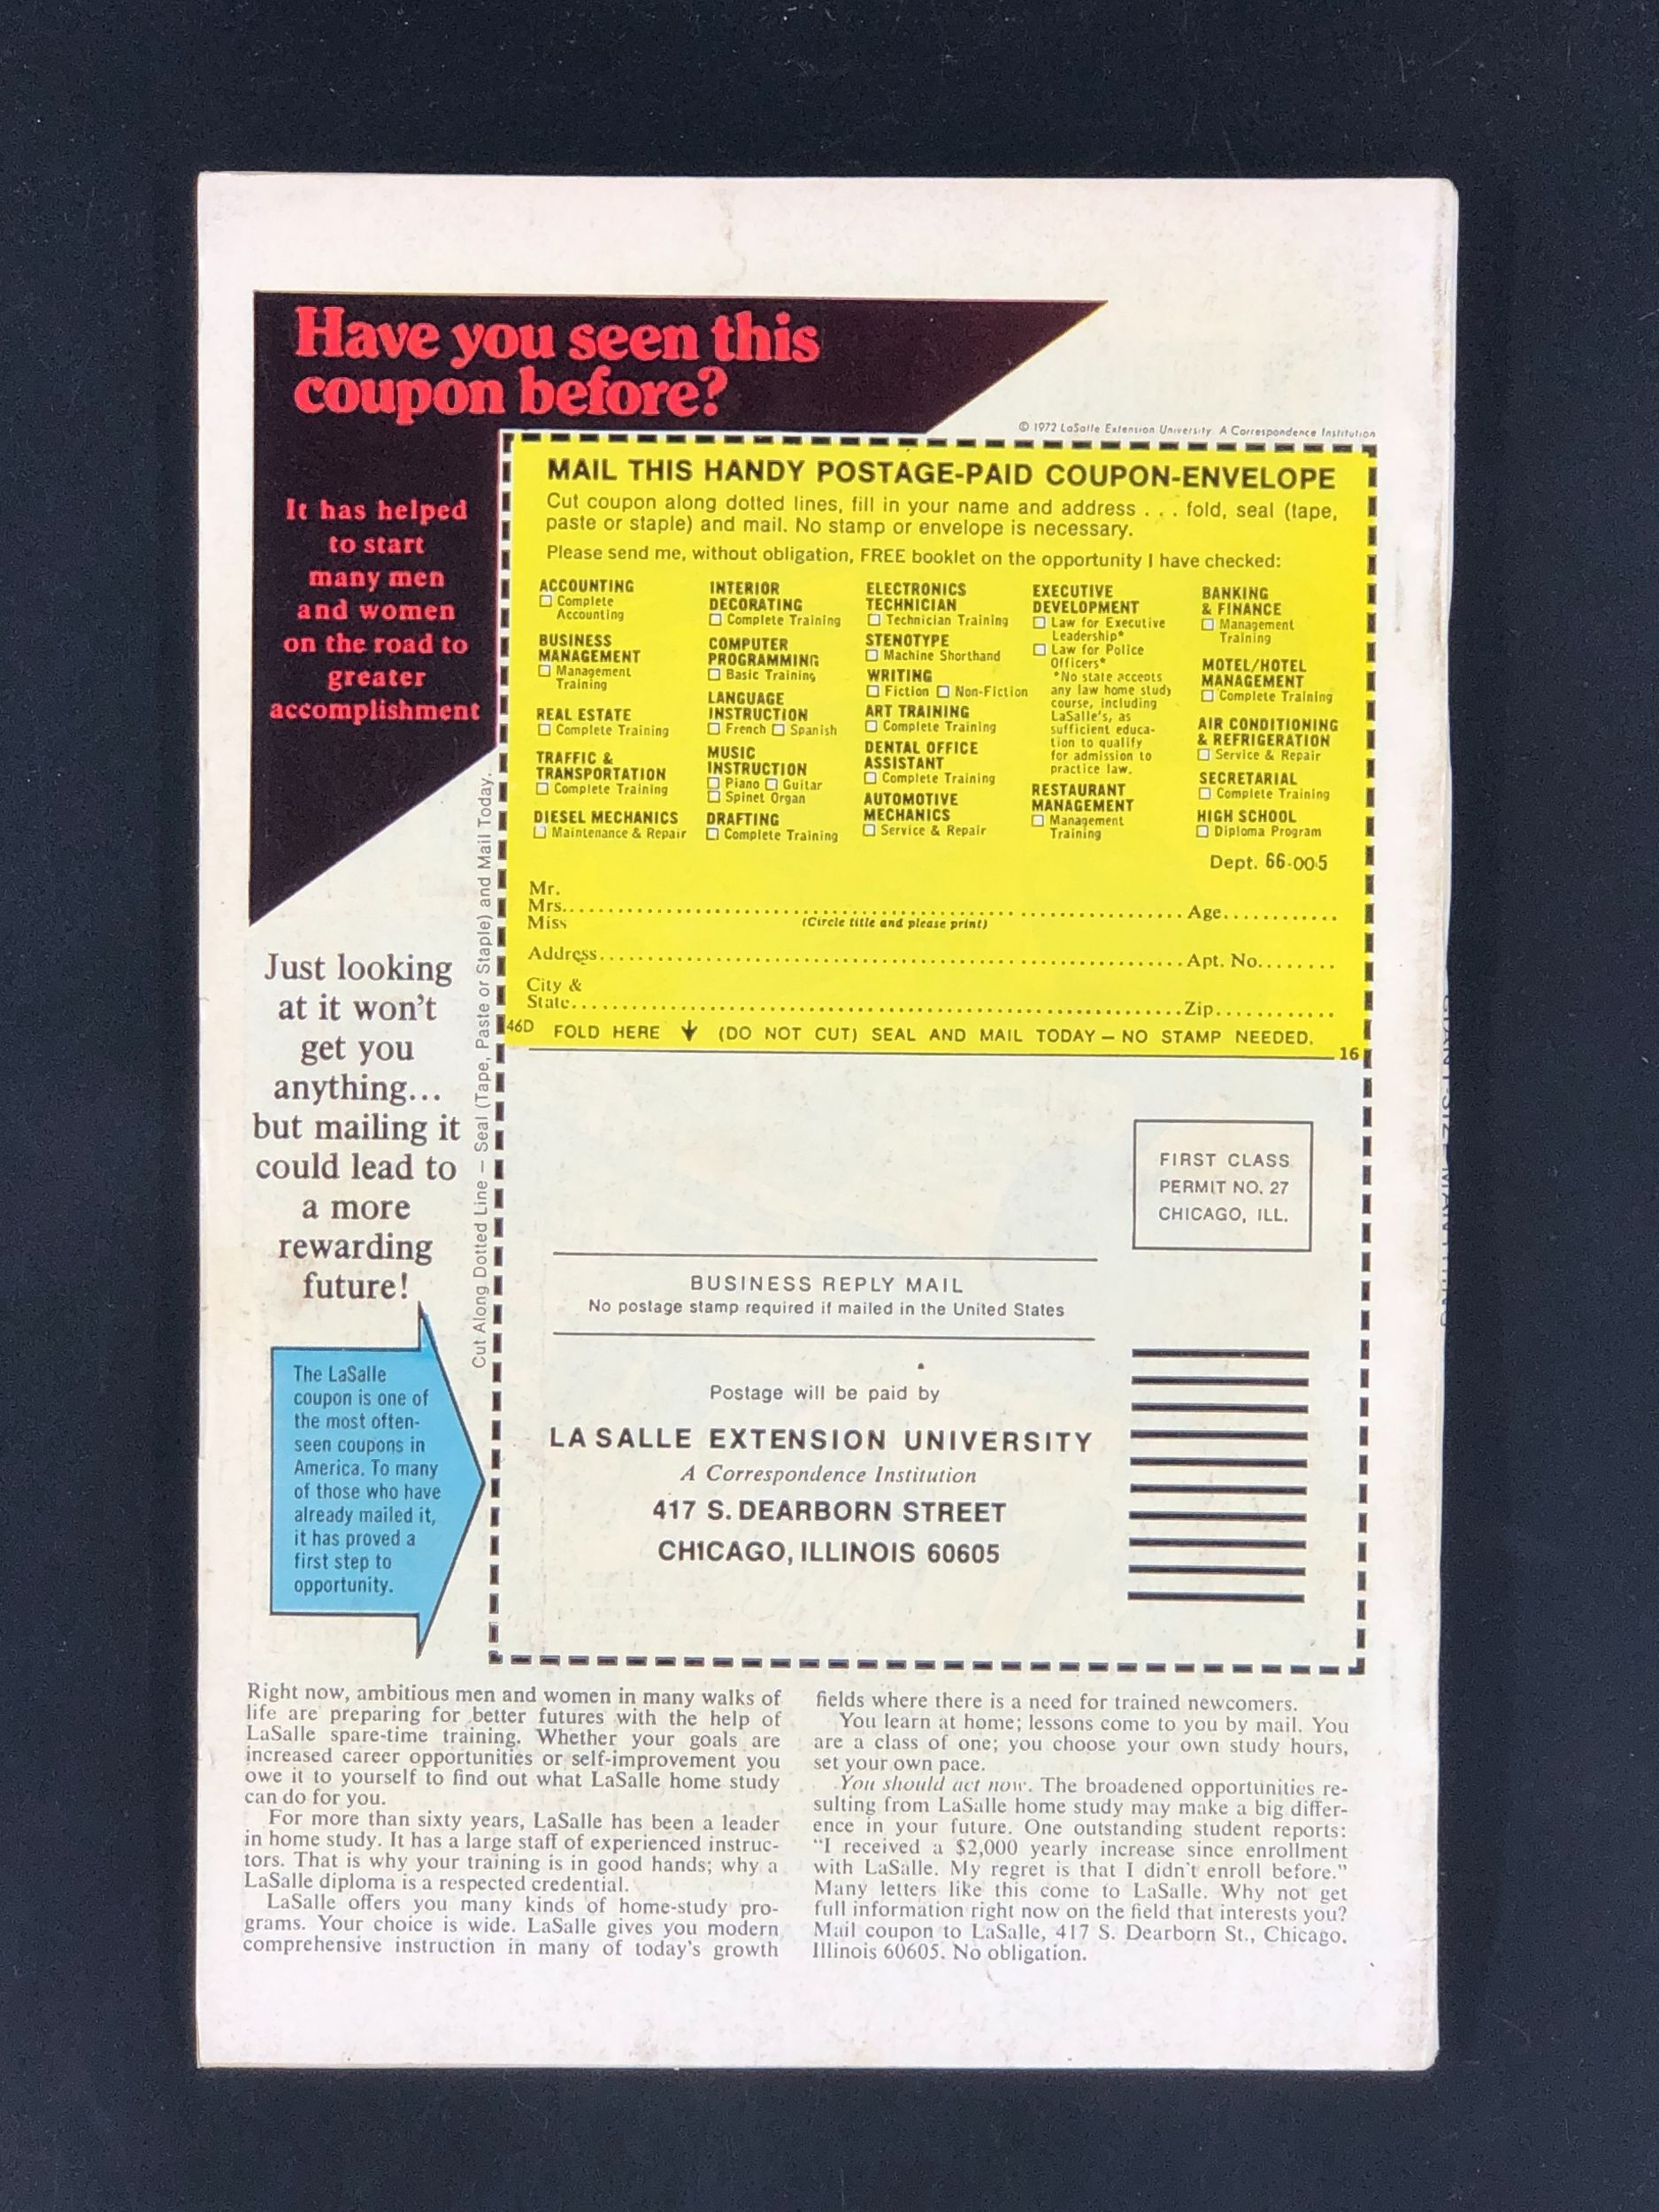 Have you seen this
coupon before?
It has helped
to start
many men
and women
on the road to
greater
accomplishment
© 1972 LaSalle Extension University. A Correspondence Institution
MAIL THIS HANDY POSTAGE-PAID COUPON-ENVELOPE
Cut coupon along dotted lines, fill in your name and address . . . fold, seal (tape,
paste or staple) and mail. No stamp or envelope is necessary.
Please send me, without obligation, FREE booklet on the opportunity I have checked:
ACCOUNTING
☐ Complete
Accounting
BUSINESS
MANAGEMENT
☐ Management
Training
REAL ESTATE
☐ Complete Training
TRAFFIC &
TRANSPORTATION
☐ Complete Training
DIESEL MECHANICS
☐ Maintenance & Repair
INTERIOR
DECORATING
☐ Complete Training
COMPUTER
PROGRAMMING
☐ Basic Training
LANGUAGE
INSTRUCTION
☐ French ☐ Spanish
MUSIC
INSTRUCTION
☐ Piano ☐ Guitar
☐ Spinet Organ
DRAFTING
☐ Complete Training
ELECTRONICS
TECHNICIAN
☐ Technician Training
STENOTYPE
☐ Machine Shorthand
WRITING
☐ Fiction ☐ Non-Fiction
ART TRAINING
☐ Complete Training
DENTAL OFFICE
ASSISTANT
☐ Complete Training
AUTOMOTIVE
MECHANICS
☐ Service & Repair
EXECUTIVE
DEVELOPMENT
☐ Law for Executive
Leadership*
☐ Law for Police
Officers*
*No state accepts
any law home study
course, including
LaSalle's, as
sufficient educa-
tion to qualify
for admission to
practice law.
RESTAURANT
MANAGEMENT
☐ Management
Training
BANKING
& FINANCE
☐ Management
Training
MOTEL/HOTEL
MANAGEMENT
☐ Complete Training
AIR CONDITIONING
& REFRIGERATION
☐ Service & Repair
SECRETARIAL
☐ Complete Training
HIGH SCHOOL
☐ Diploma Program
Dept. 66-005
Mr.
Mrs. Age
Miss (Circle title and please print)
Address Apt. No.
City &
State Zip
46D FOLD HERE ↓ (DO NOT CUT) SEAL AND MAIL TODAY – NO STAMP NEEDED.
16
Cut Along Dotted Line – Seal (Tape, Paste or Staple) and Mail Today.
Just looking
at it won't
get you
anything...
but mailing it
could lead to
a more
rewarding
future!
The LaSalle
coupon is one of
the most often-
seen coupons in
America. To many
of those who have
already mailed it,
it has proved a
first step to
opportunity.
FIRST CLASS
PERMIT NO. 27
CHICAGO, ILL.
BUSINESS REPLY MAIL
No postage stamp required if mailed in the United States
Postage will be paid by
LA SALLE EXTENSION UNIVERSITY
A Correspondence Institution
417 S. DEARBORN STREET
CHICAGO, ILLINOIS 60605
Right now, ambitious men and women in many walks of
life are preparing for better futures with the help of
LaSalle spare-time training. Whether your goals are
increased career opportunities or self-improvement you
owe it to yourself to find out what LaSalle home study
can do for you.
For more than sixty years, LaSalle has been a leader
in home study. It has a large staff of experienced instruc-
tors. That is why your training is in good hands; why a
LaSalle diploma is a respected credential.
LaSalle offers you many kinds of home-study pro-
grams. Your choice is wide. LaSalle gives you modern
comprehensive instruction in many of today's growth
fields where there is a need for trained newcomers.
You learn at home; lessons come to you by mail. You
are a class of one; you choose your own study hours,
set your own pace.
You should act now. The broadened opportunities re-
sulting from LaSalle home study may make a big differ-
ence in your future. One outstanding student reports:
"I received a $2,000 yearly increase since enrollment
with LaSalle. My regret is that I didn't enroll before."
Many letters like this come to LaSalle. Why not get
full information right now on the field that interests you?
Mail coupon to LaSalle, 417 S. Dearborn St., Chicago,
Illinois 60605. No obligation.